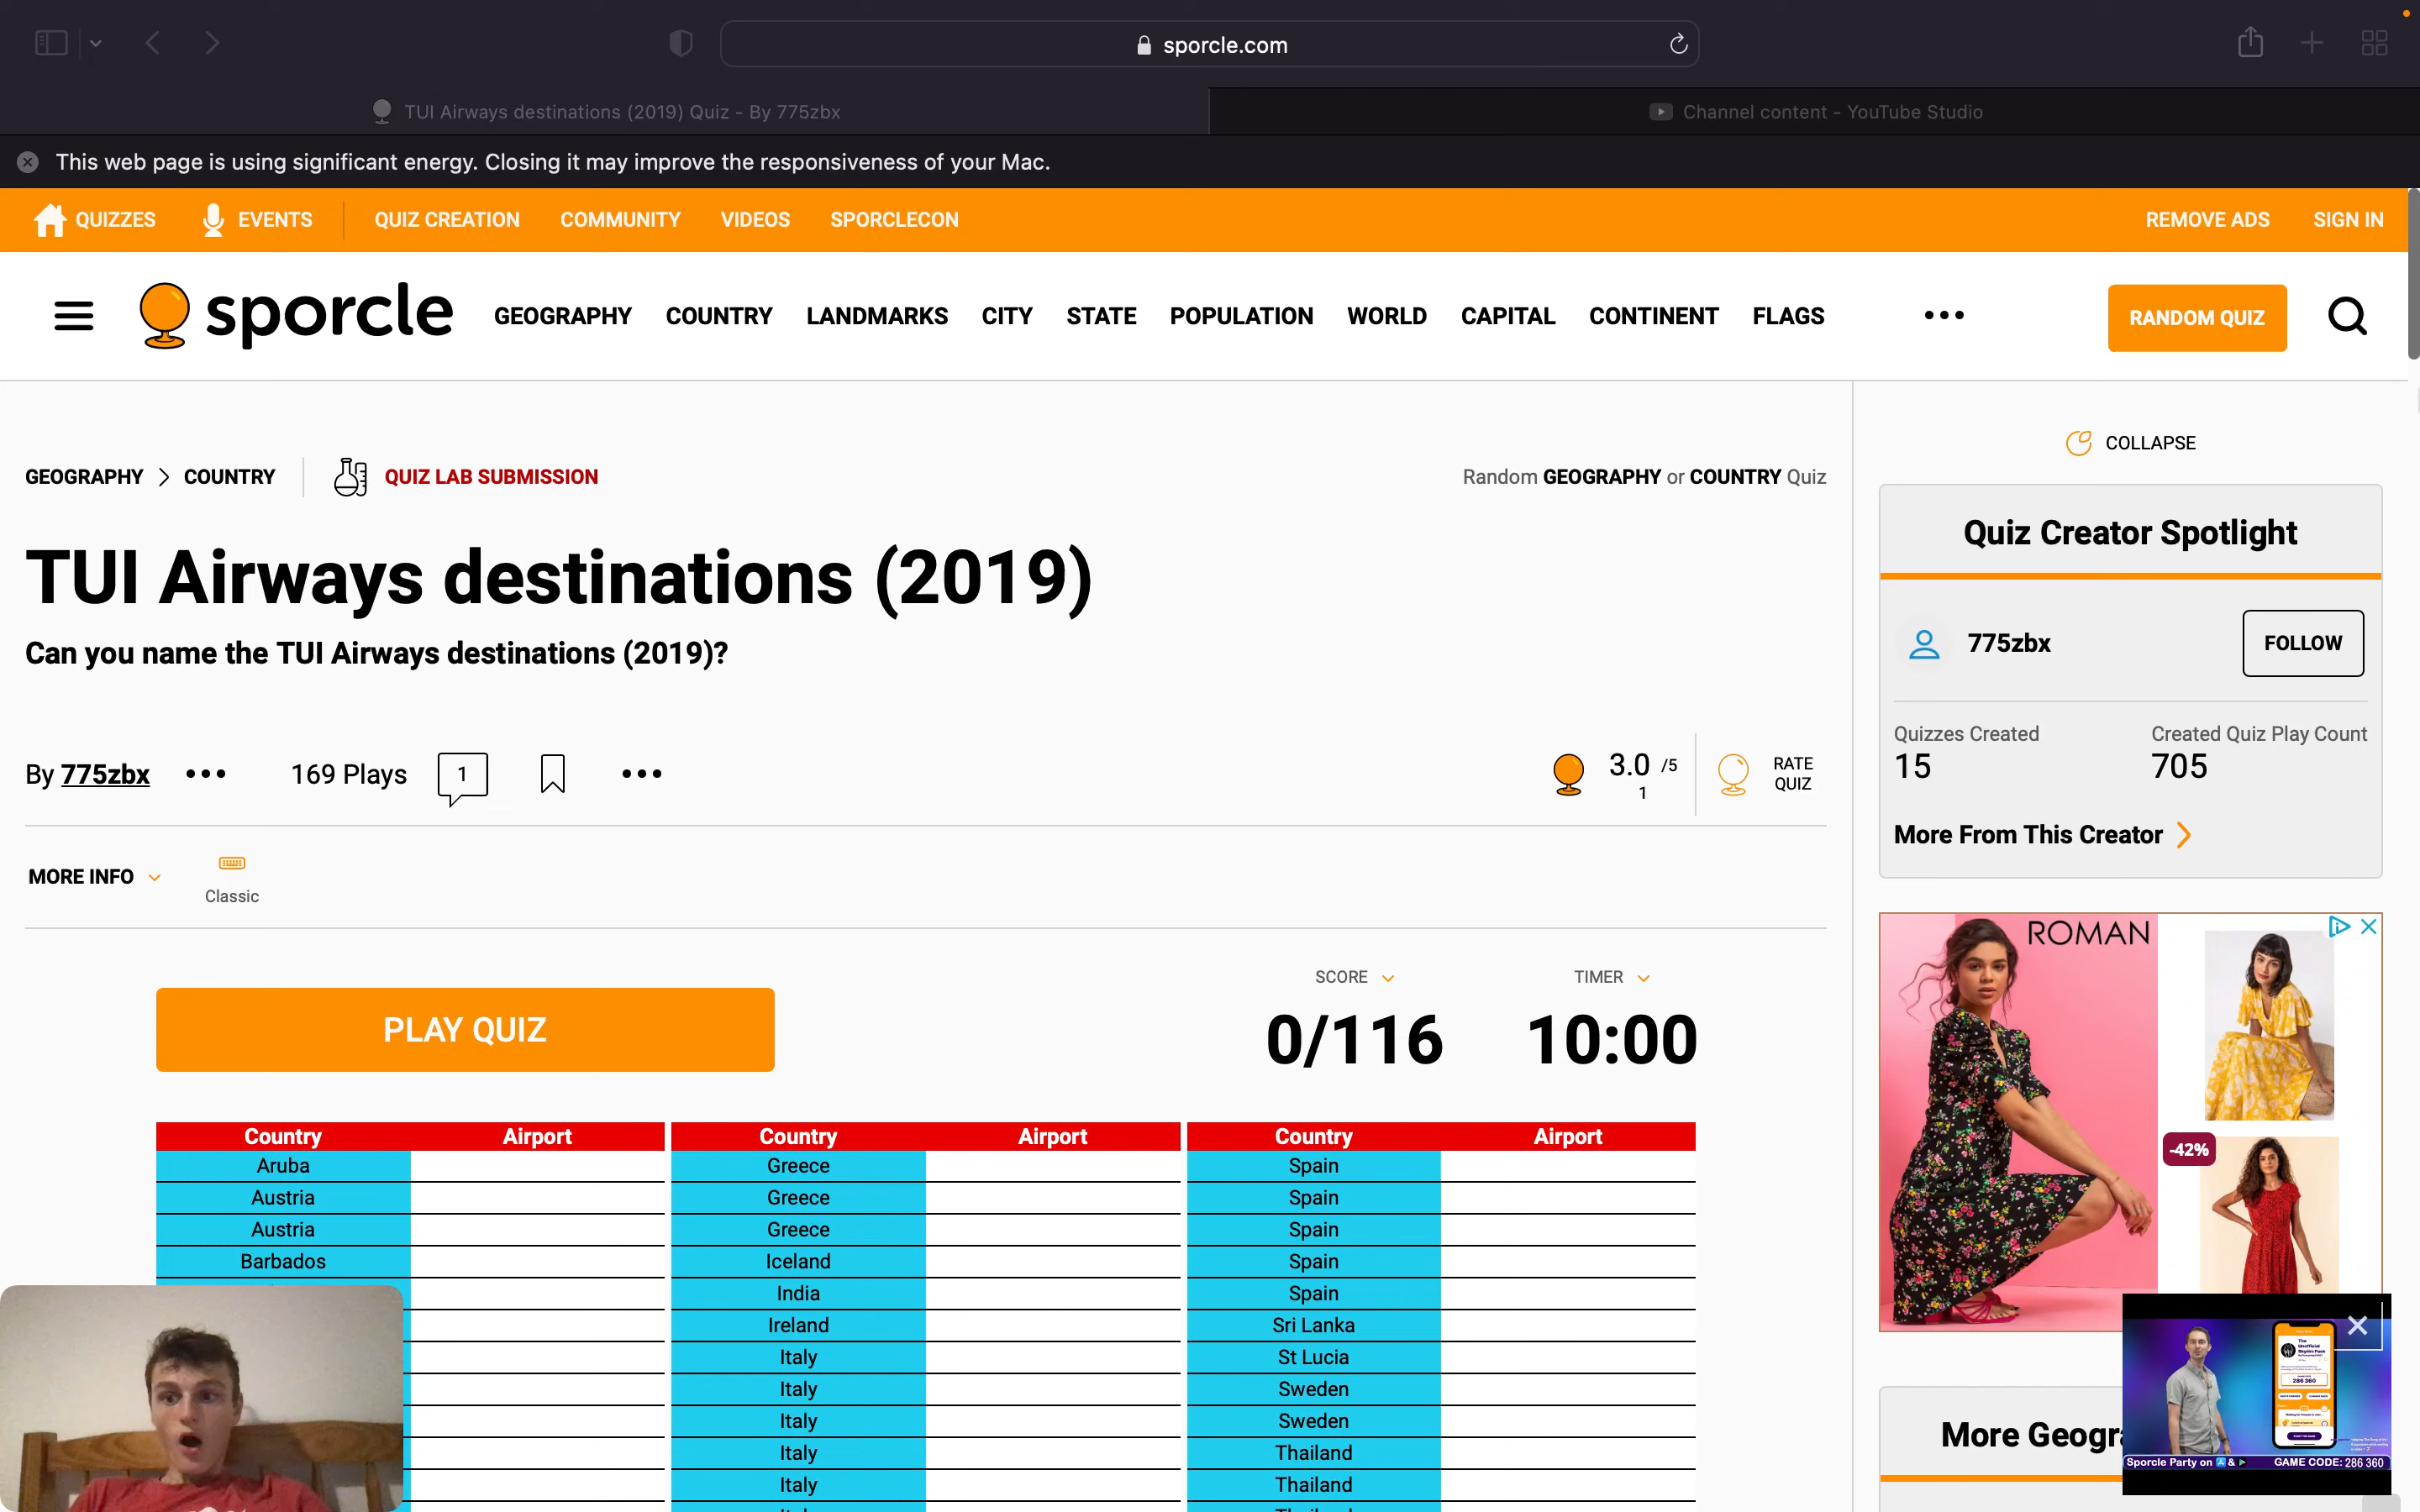 sporcle.com
TUI Airways destinations (2019) Quiz - By 775zbx
Channel content - YouTube Studio
This web page is using significant energy. Closing it may improve the responsiveness of your Mac.
QUIZZES EVENTS QUIZ CREATION COMMUNITY VIDEOS SPORCLECON REMOVE ADS SIGN IN
sporcle GEOGRAPHY COUNTRY LANDMARKS CITY STATE POPULATION WORLD CAPITAL CONTINENT FLAGS RANDOM QUIZ
GEOGRAPHY COUNTRY QUIZ LAB SUBMISSION Random GEOGRAPHY or COUNTRY Quiz
TUI Airways destinations (2019)
Can you name the TUI Airways destinations (2019)?
By 775zbx ••• 169 Plays 1 ••• 3.0 /5 1 RATE QUIZ
MORE INFO Classic
PLAY QUIZ
SCORE TIMER
0/116 10:00
Country Airport Country Airport Country Airport
Aruba Greece Spain
Austria Greece Spain
Austria Greece Spain
Barbados Iceland Spain
India Spain
Ireland Sri Lanka
Italy St Lucia
Italy Sweden
Italy Sweden
Italy Thailand
Italy Thailand
COLLAPSE
Quiz Creator Spotlight
775zbx FOLLOW
Quizzes Created Created Quiz Play Count
15 705
More From This Creator
ROMAN
-42%
More Geogra
286 360
Sporcle Party on & GAME CODE: 286 360